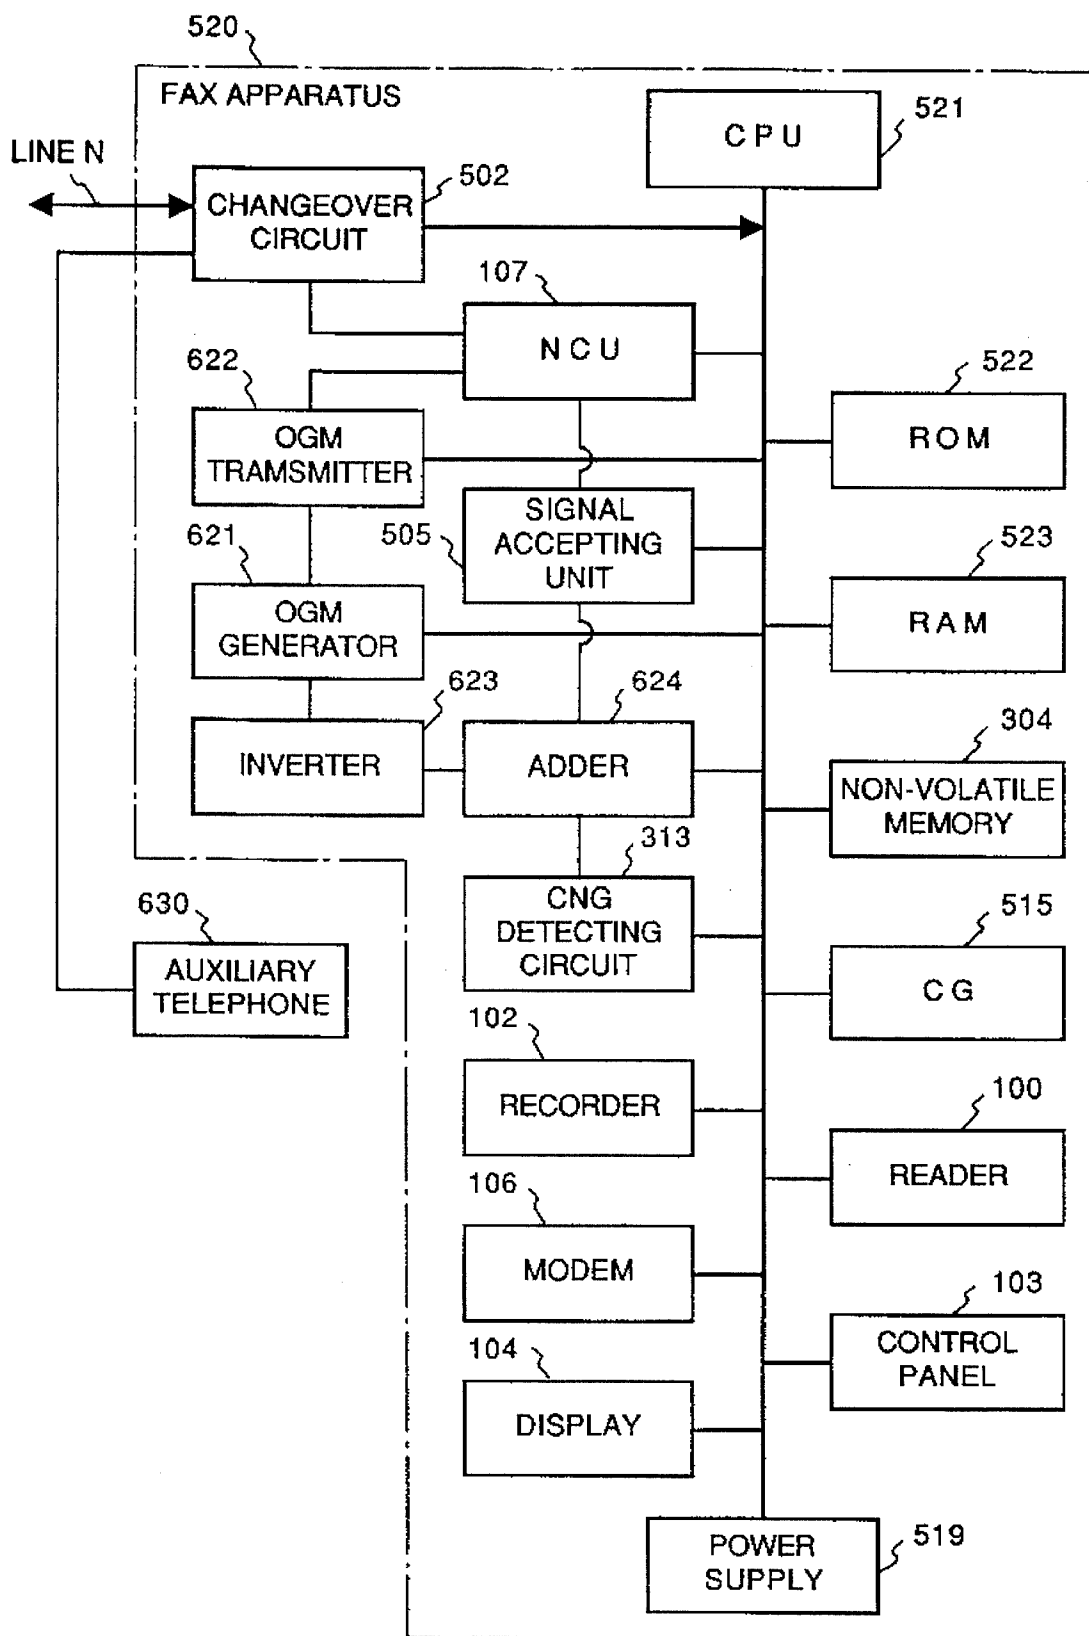 520
FAX APPARATUS
CPU
521
LINE N
CHANGEOVER
CIRCUIT
502
107
NCU
622
OGM
TRAMSMITTER
522
ROM
SIGNAL
ACCEPTING
UNIT
505
621
OGM
GENERATOR
523
RAM
623
INVERTER
624
ADDER
304
NON-VOLATILE
MEMORY
313
CNG
DETECTING
CIRCUIT
515
CG
630
AUXILIARY
TELEPHONE
102
RECORDER
100
READER
106
MODEM
103
CONTROL
PANEL
104
DISPLAY
POWER
SUPPLY
519